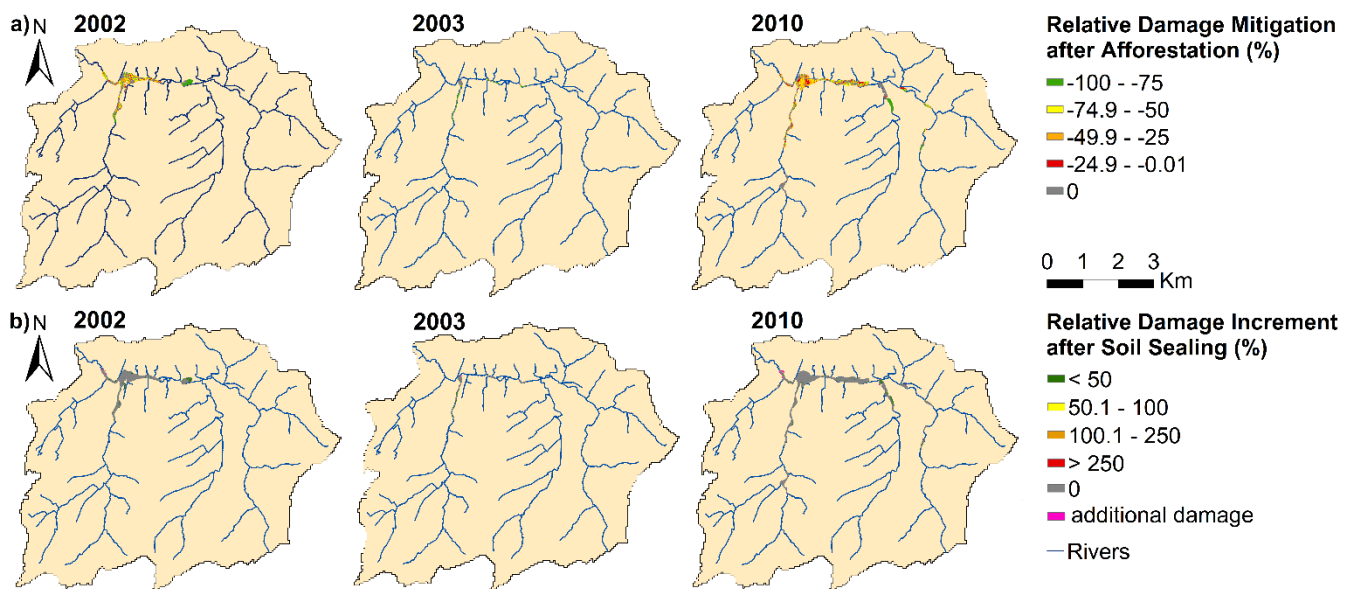 a) N 2002 2003 2010
Relative Damage Mitigation
after Afforestation (%)
-100 - -75
-74.9 - -50
-49.9 - -25
-24.9 - -0.01
0
0 1 2 3
Km
b) N 2002 2003 2010
Relative Damage Increment
after Soil Sealing (%)
< 50
50.1 - 100
100.1 - 250
> 250
0
additional damage
Rivers